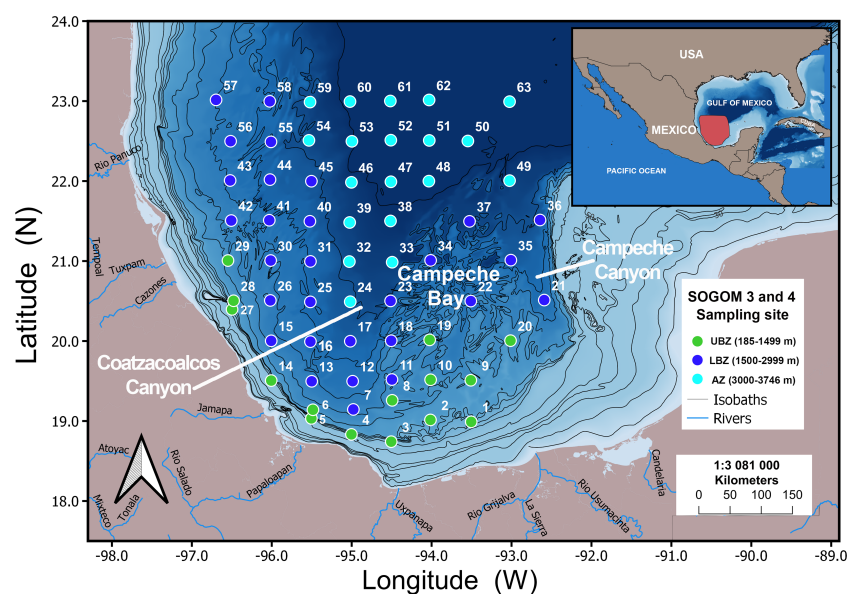 24.0
23.0
22.0
21.0
20.0
19.0
18.0
Latitude (N)
-98.0 -97.0 -96.0 -95.0 -94.0 -93.0 -92.0 -91.0 -90.0 -89.0
Longitude (W)
57 58 59 60 61 62 63
56 55 54 53 52 51 50
43 44 45 46 47 48 49
42 41 40 39 38 37 36
29 30 31 32 33 34 35
28 26 25 24 23 22 21
27
15 16 17 18 19 20
14 13 12 11 10 9
8
7
6
5 4 3 2 1
Campeche
Bay
Campeche
Canyon
Coatzacoalcos
Canyon
Rio Panuco
Tempoal
Tuxpam
Cazones
Jamapa
Atoyac
Rio Salado
Papaloapan
Mixteco
Tonala
Uxpanapa
Rio Grijalva
La Sierra
Rio Usumacinta
Candelaria
USA
GULF OF MEXICO
MEXICO
PACIFIC OCEAN
SOGOM 3 and 4
Sampling site
UBZ (185-1499 m)
LBZ (1500-2999 m)
AZ (3000-3746 m)
Isobaths
Rivers
1:3 081 000
Kilometers
0 50 100 150